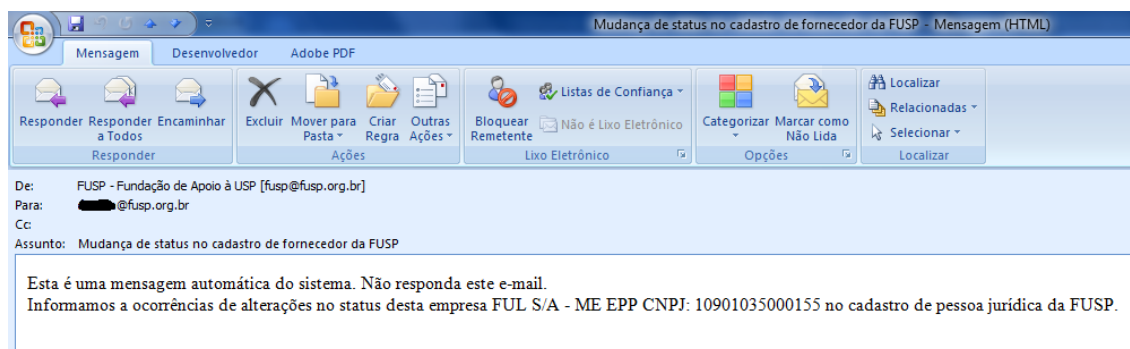 Mudança de status no cadastro de fornecedor da FUSP - Mensagem (HTML)
Mensagem Desenvolvedor Adobe PDF
Responder Responder a Todos Encaminhar
Excluir Mover para Pasta Criar Regra Outras Ações
Bloquear Remetente Listas de Confiança Não é Lixo Eletrônico
Categorizar Marcar como Não Lida
Localizar
Relacionadas
Selecionar
Responder Ações Lixo Eletrônico Opções Localizar
De: FUSP - Fundação de Apoio à USP [fusp@fusp.org.br]
Para: @fusp.org.br
Cc:
Assunto: Mudança de status no cadastro de fornecedor da FUSP
Esta é uma mensagem automática do sistema. Não responda este e-mail.
Informamos a ocorrências de alterações no status desta empresa FUL S/A - ME EPP CNPJ: 10901035000155 no cadastro de pessoa jurídica da FUSP.